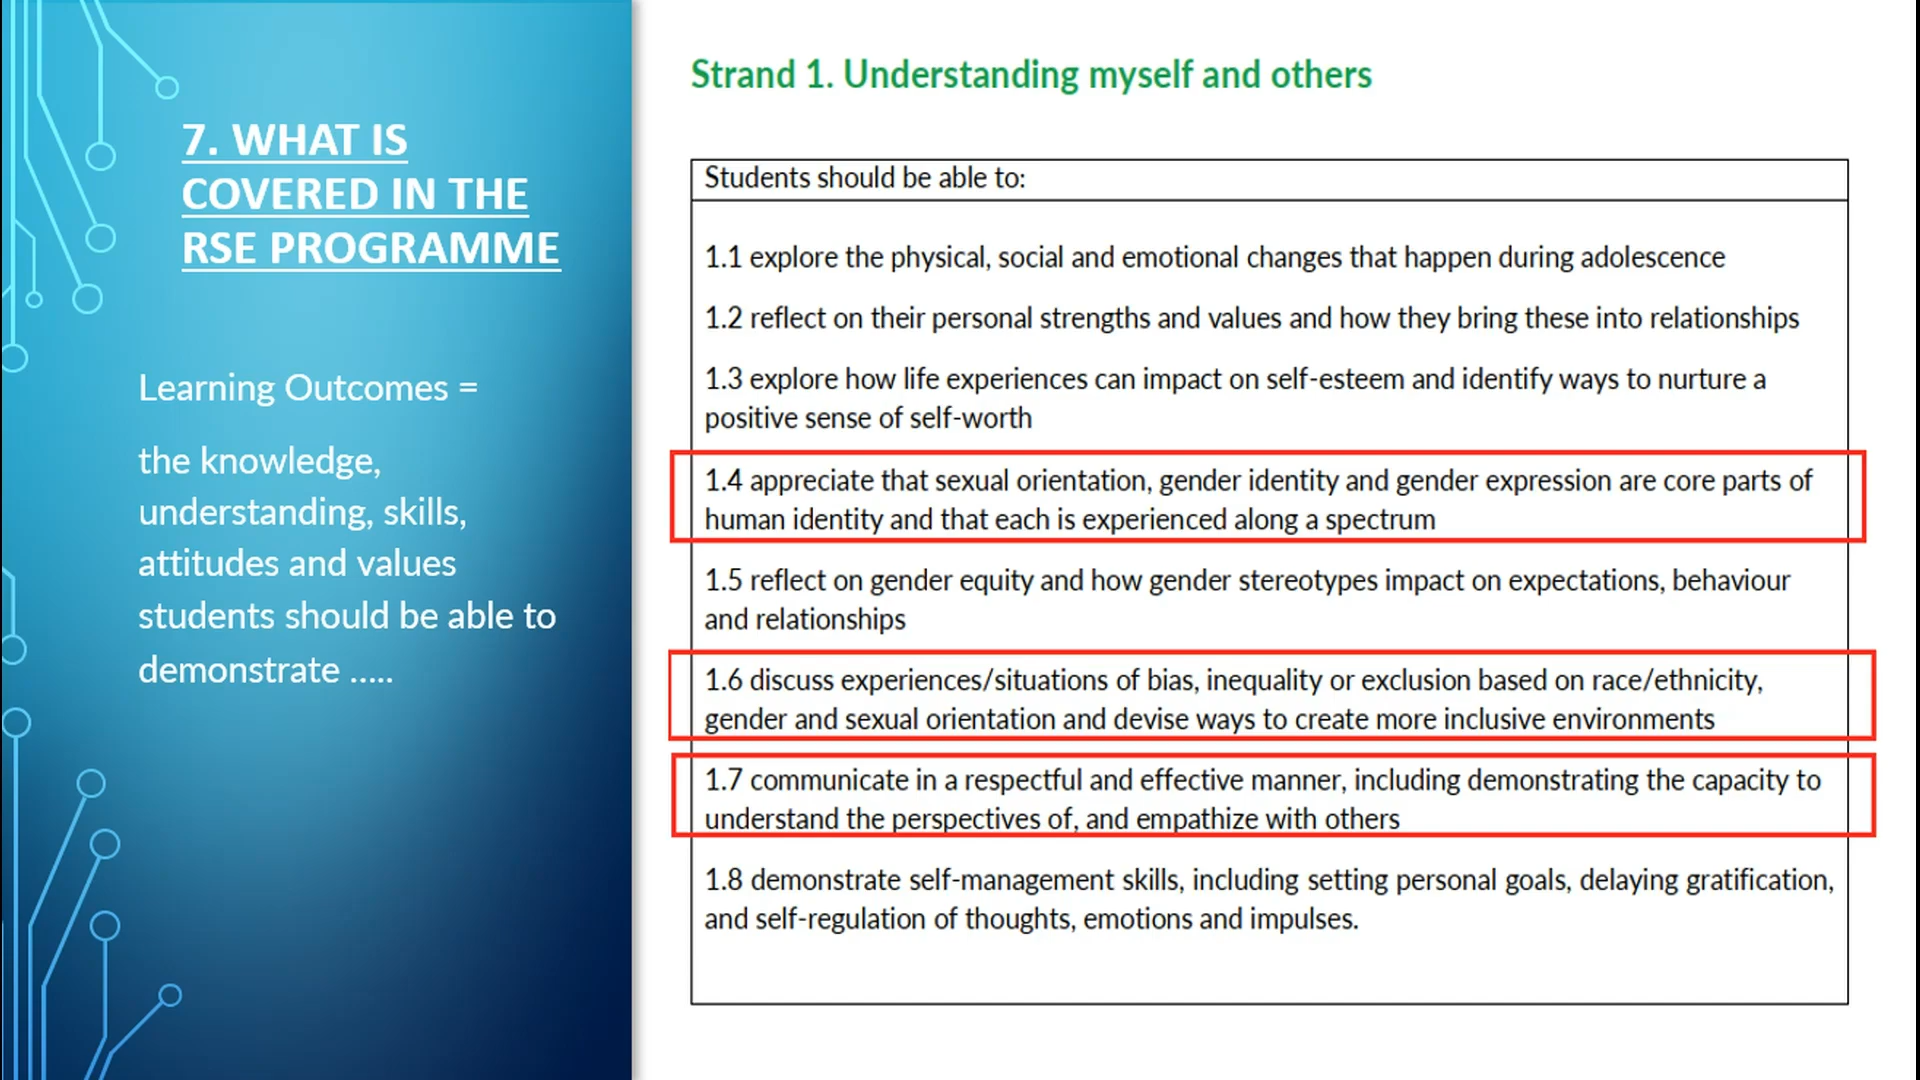 7. WHAT IS
COVERED IN THE
RSE PROGRAMME
Learning Outcomes =
the knowledge,
understanding, skills,
attitudes and values
students should be able to
demonstrate .....
Strand 1. Understanding myself and others
Students should be able to:
1.1 explore the physical, social and emotional changes that happen during adolescence
1.2 reflect on their personal strengths and values and how they bring these into relationships
1.3 explore how life experiences can impact on self-esteem and identify ways to nurture a
positive sense of self-worth
1.4 appreciate that sexual orientation, gender identity and gender expression are core parts of
human identity and that each is experienced along a spectrum
1.5 reflect on gender equity and how gender stereotypes impact on expectations, behaviour
and relationships
1.6 discuss experiences/situations of bias, inequality or exclusion based on race/ethnicity,
gender and sexual orientation and devise ways to create more inclusive environments
1.7 communicate in a respectful and effective manner, including demonstrating the capacity to
understand the perspectives of, and empathize with others
1.8 demonstrate self-management skills, including setting personal goals, delaying gratification,
and self-regulation of thoughts, emotions and impulses.